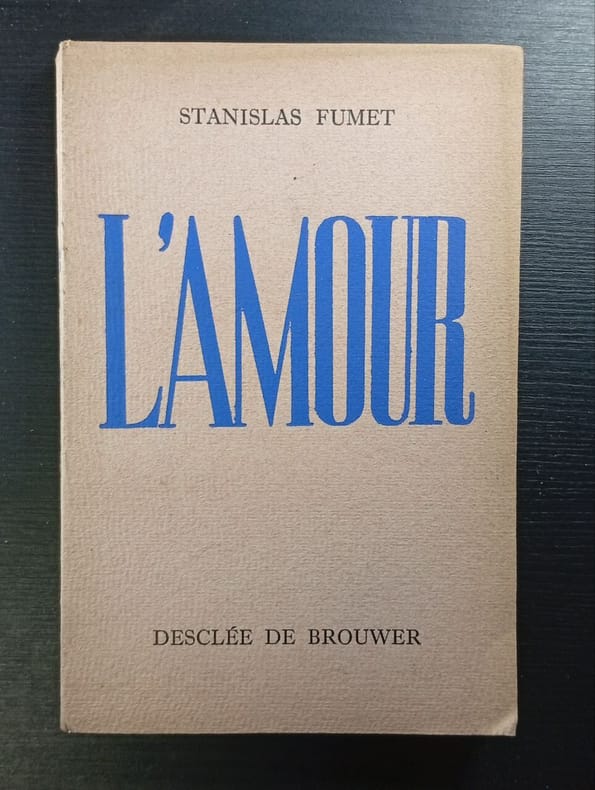 STANISLAS FUMET
L'AMOUR
DESCLÉE DE BROUWER